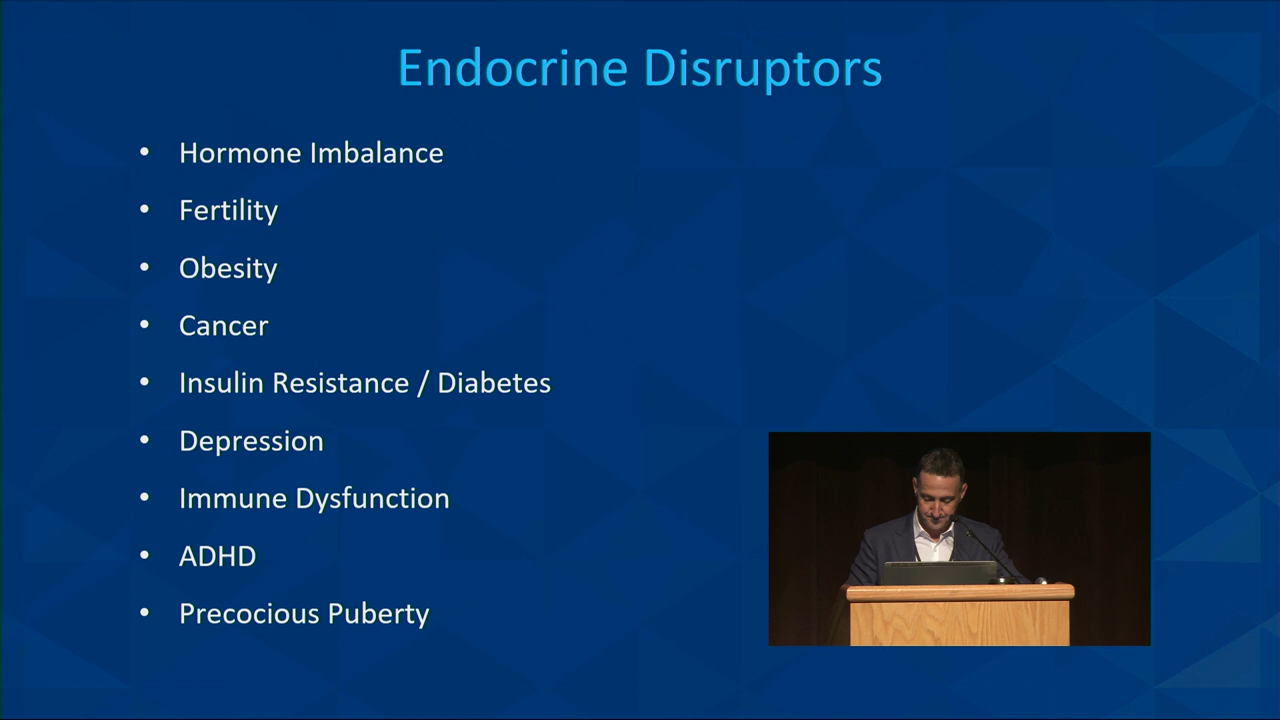 Endocrine Disruptors
• Hormone Imbalance
• Fertility
• Obesity
• Cancer
• Insulin Resistance / Diabetes
• Depression
• Immune Dysfunction
• ADHD
• Precocious Puberty